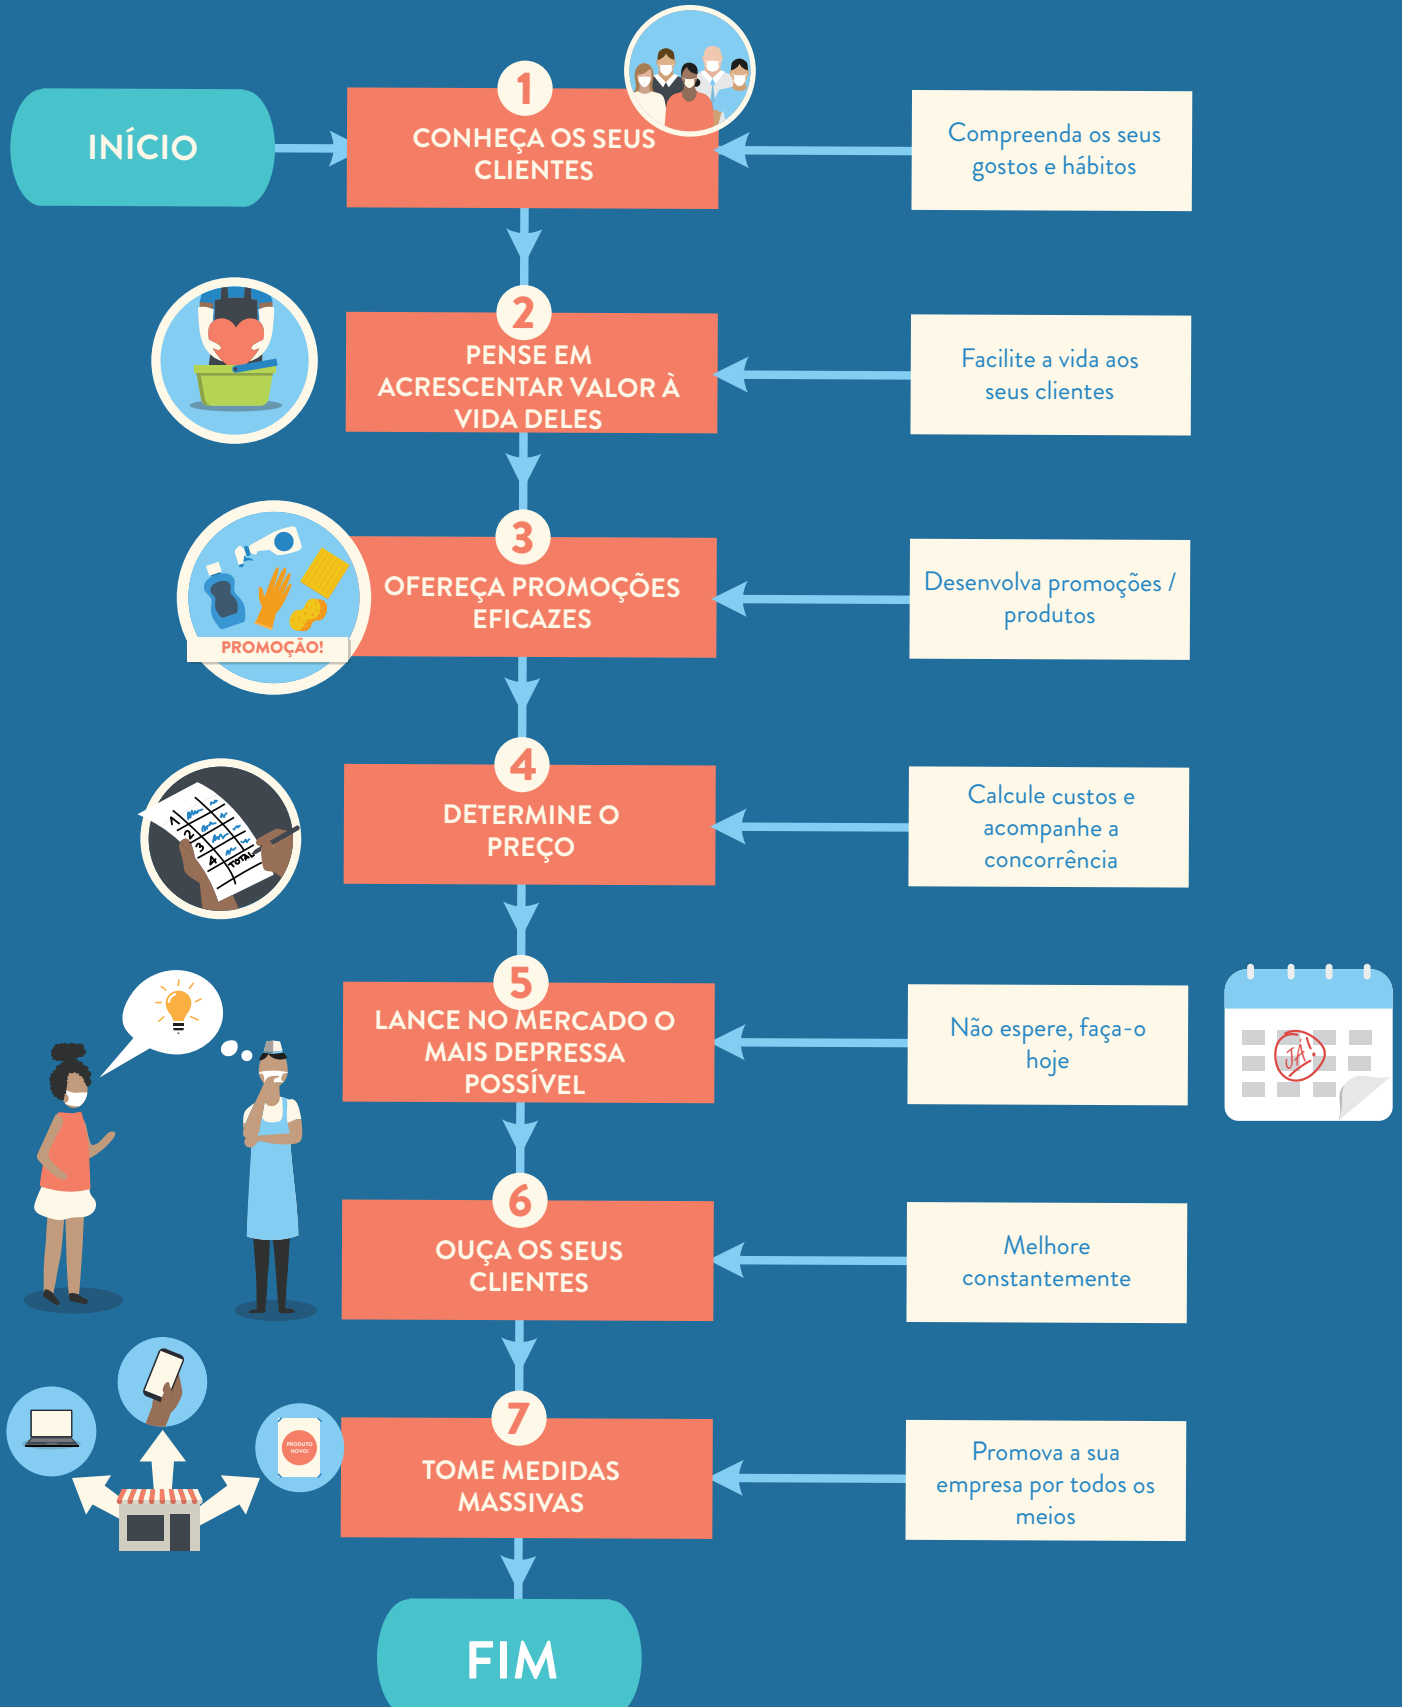 INÍCIO
1
CONHEÇA OS SEUS
CLIENTES
Compreenda os seus
gostos e hábitos
2
PENSE EM
ACRESCENTAR VALOR À
VIDA DELES
Facilite a vida aos
seus clientes
3
OFEREÇA PROMOÇÕES
EFICAZES
PROMOÇÃO!
Desenvolva promoções /
produtos
4
DETERMINE O
PREÇO
1
2
3
4
TOTAL
Calcule custos e
acompanhe a
concorrência
5
LANCE NO MERCADO O
MAIS DEPRESSA
POSSÍVEL
Não espere, faça-o
hoje
JÁ!
6
OUÇA OS SEUS
CLIENTES
Melhore
constantemente
7
TOME MEDIDAS
MASSIVAS
PRODUTO
NOVO!
Promova a sua
empresa por todos os
meios
FIM